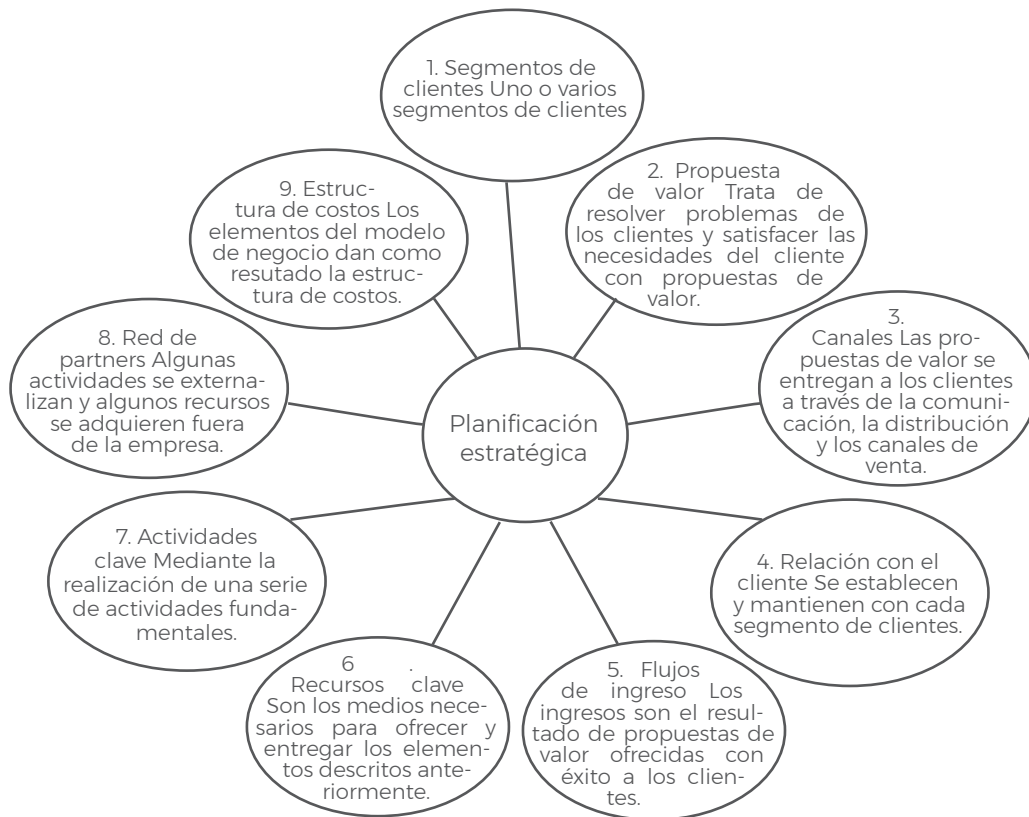 1. Segmentos de
clientes Uno o varios
segmentos de clientes
2. Propuesta
de valor Trata de
resolver problemas de
los clientes y satisfacer las
necesidades del cliente
con propuestas de
valor.
3.
Canales Las pro-
puestas de valor se
entregan a los clientes
a través de la comuni-
cación, la distribución
y los canales de
venta.
4. Relación con el
cliente Se establecen
y mantienen con cada
segmento de clientes.
5. Flujos
de ingreso Los
ingresos son el resul-
tado de propuestas de
valor ofrecidas con
éxito a los clien-
tes.
6 .
Recursos clave
Son los medios nece-
sarios para ofrecer y
entregar los elemen-
tos descritos ante-
riormente.
7. Actividades
clave Mediante la
realización de una serie
de actividades funda-
mentales.
8. Red de
partners Algunas
actividades se externa-
lizan y algunos recursos
se adquieren fuera
de la empresa.
9. Estruc-
tura de costos Los
elementos del modelo
de negocio dan como
resutado la estruc-
tura de costos.
Planificación
estratégica